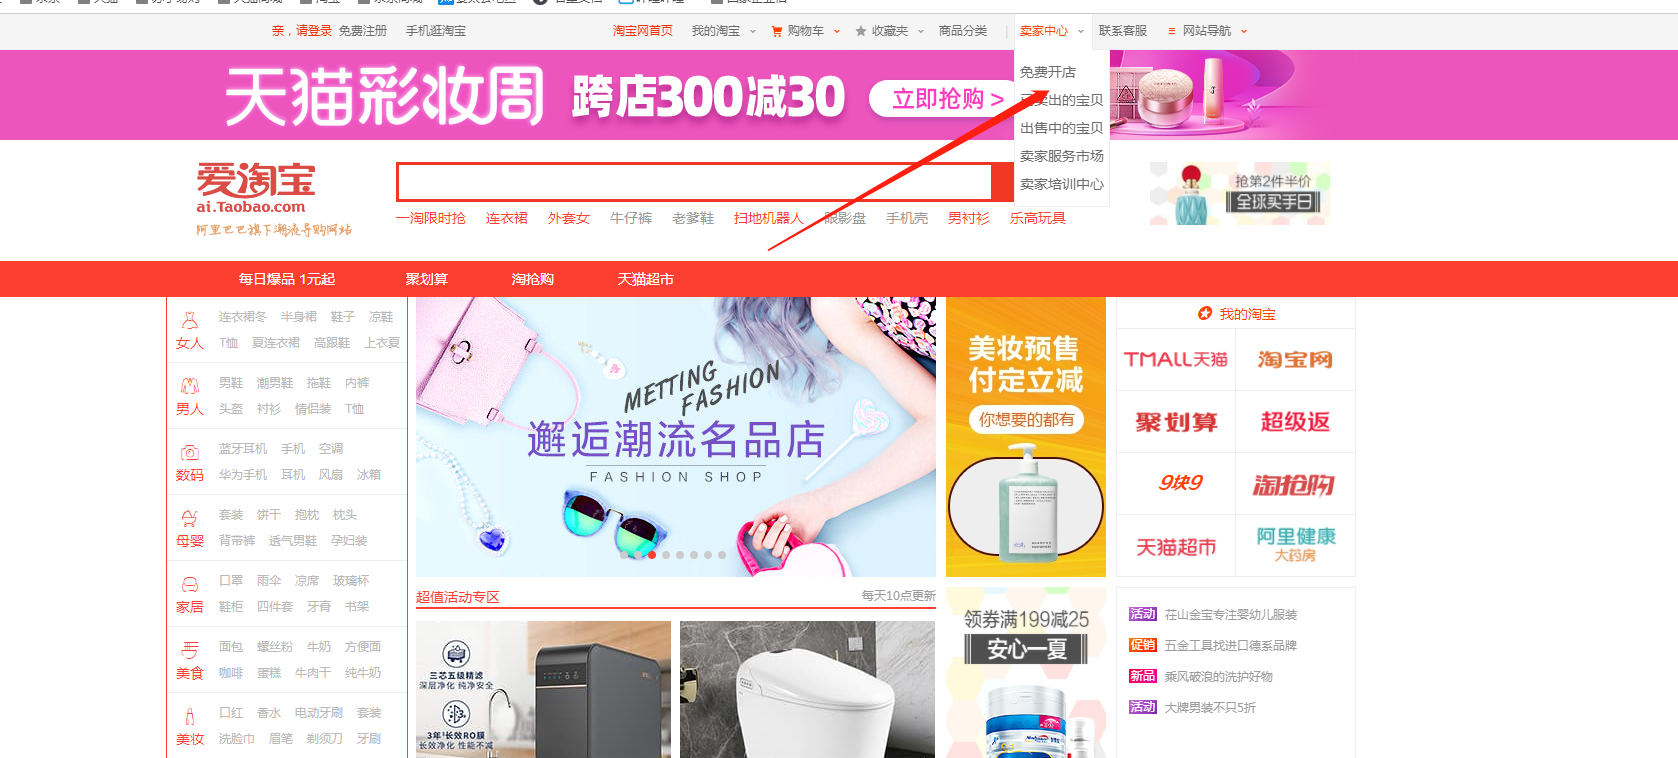 亲，请登录 免费注册 手机逛淘宝 淘宝网首页 我的淘宝 购物车 收藏夹 商品分类 卖家中心 联系客服 网站导航
免费开店
卖出的宝贝
出售中的宝贝
卖家服务市场
卖家培训中心
天猫彩妆周 跨店300减30 立即抢购 >
爱淘宝
ai.Taobao.com
阿里巴巴旗下潮流导购网站
一淘限时抢 连衣裙 外套女 牛仔裤 老爹鞋 扫地机器人 眼影盘 手机壳 男衬衫 乐高玩具
抢第2件半价
全球买手日
每日爆品 1元起 聚划算 淘抢购 天猫超市
女人
连衣裙冬 半身裙 鞋子 凉鞋
T恤 夏连衣裙 高跟鞋 上衣夏
男人
男鞋 潮男鞋 拖鞋 内裤
头盔 衬衫 情侣装 T恤
数码
蓝牙耳机 手机 空调
华为手机 耳机 风扇 冰箱
母婴
套装 饼干 抱枕 枕头
背带裤 透气男鞋 孕妇装
家居
口罩 雨伞 凉席 玻璃杯
鞋柜 四件套 牙膏 书架
美食
面包 螺丝粉 牛奶 方便面
咖啡 蛋糕 牛肉干 纯牛奶
美妆
口红 香水 电动牙刷 套装
洗脸巾 眉笔 剃须刀 牙刷
METTING
FASHION
邂逅潮流名品店
FASHION SHOP
美妆预售
付定立减
你想要的都有
我的淘宝
TMALL天猫 淘宝网
聚划算 超级返
9块9 淘抢购
天猫超市 阿里健康
大药房
超值活动专区 每天10点更新
三芯五级精滤
深层净化 纯净安全
3年长效RO膜
长效净化 性能不减
领券满199减25
安心一夏
活动 茌山金宝专注婴幼儿服装
促销 五金工具找进口德系品牌
新品 乘风破浪的洗护好物
活动 大牌男装不只5折